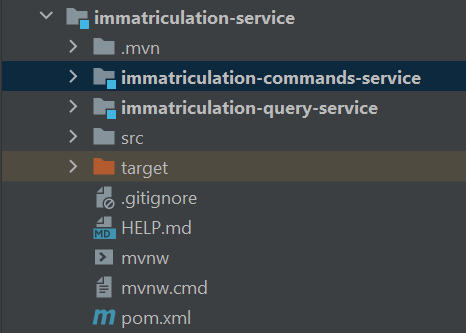 immatriculation-service
.mvn
immatriculation-commands-service
immatriculation-query-service
src
target
.gitignore
MD HELP.md
mvnw
mvnw.cmd
m pom.xml